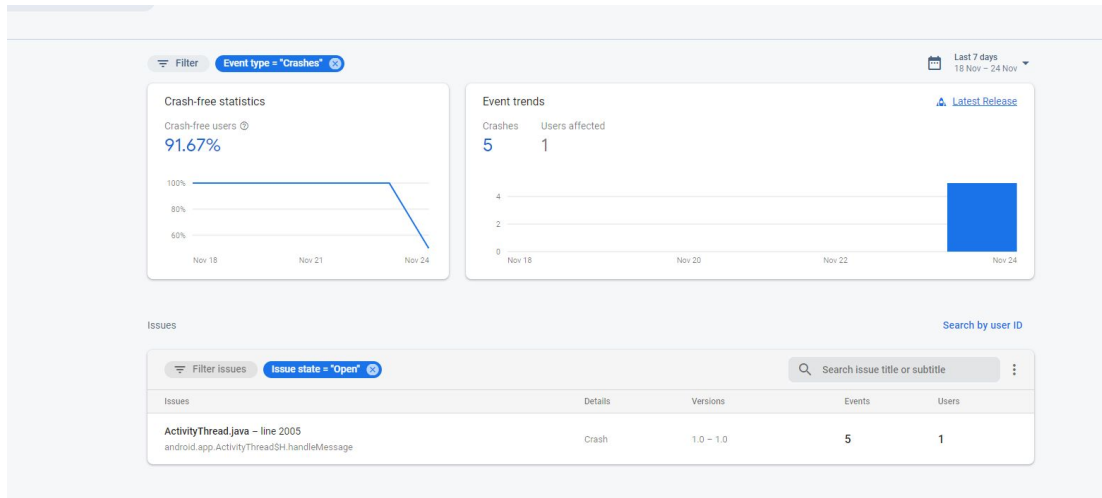 Filter
Event type = "Crashes"
Last 7 days
18 Nov – 24 Nov
Crash-free statistics
Crash-free users
91.67%
100%
80%
60%
Nov 18
Nov 21
Nov 24
Event trends
Latest Release
Crashes
Users affected
5
1
4
2
0
Nov 18
Nov 20
Nov 22
Nov 24
Issues
Search by user ID
Filter issues
Issue state = "Open"
Search issue title or subtitle
Issues
Details
Versions
Events
Users
ActivityThread.java – line 2005
android.app.ActivityThread$H.handleMessage
Crash
1.0 – 1.0
5
1